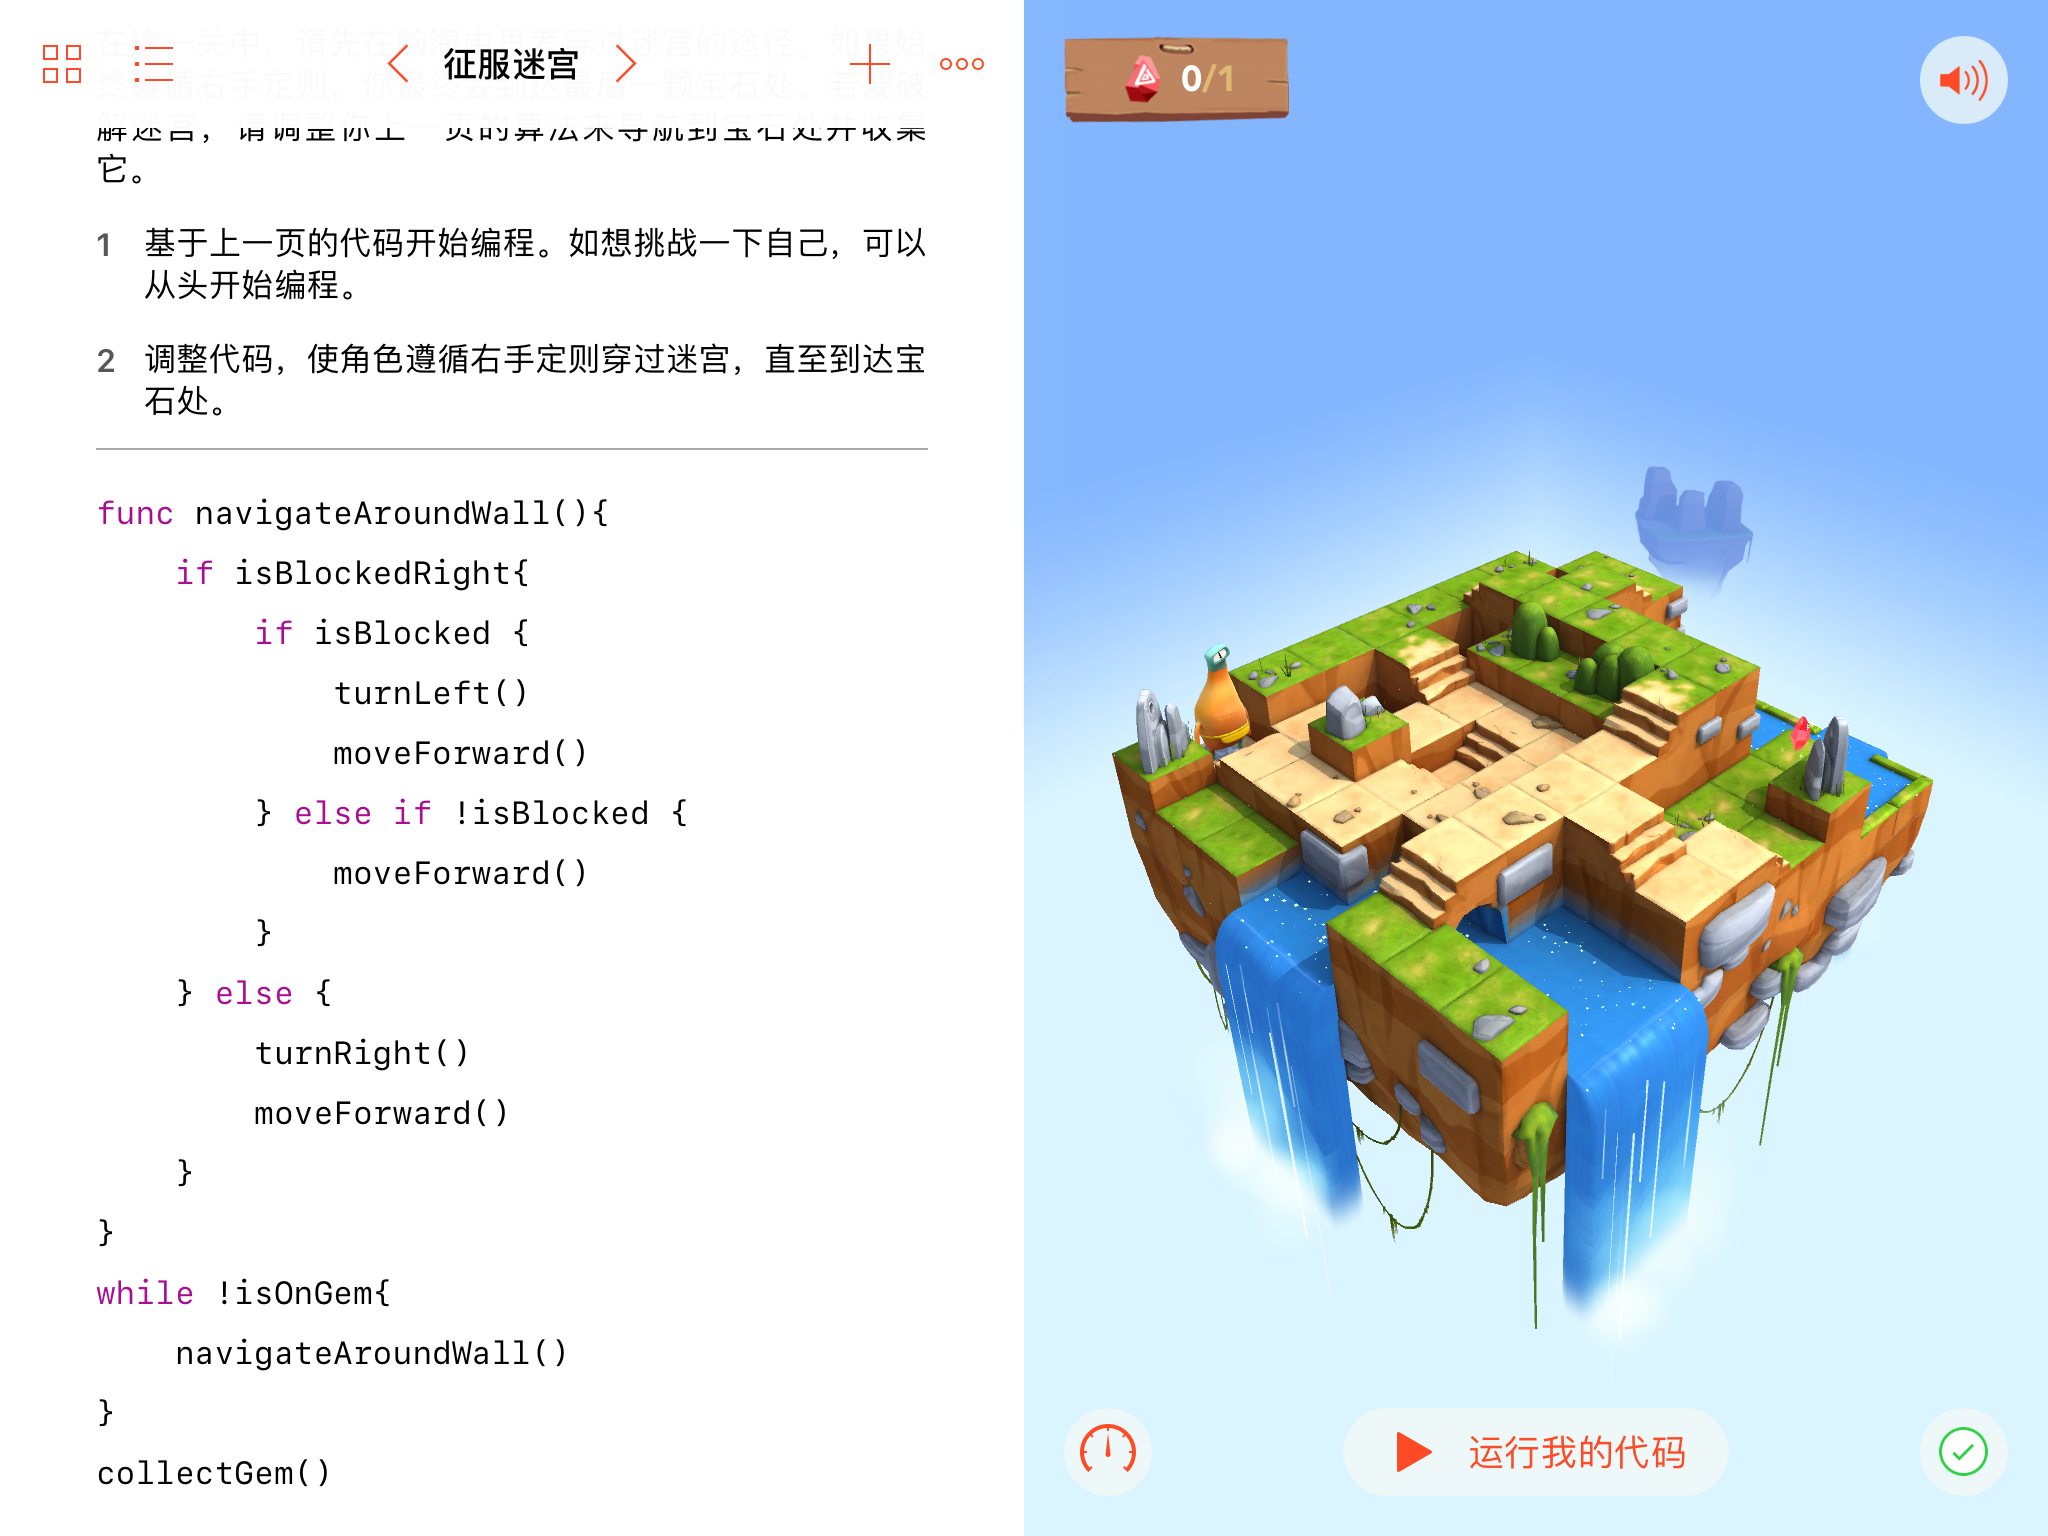 征服迷宫
解迷宫，请调整你上一页的算法来导航到宝石处并收集
它。
1 基于上一页的代码开始编程。如想挑战一下自己，可以
从头开始编程。
2 调整代码，使角色遵循右手定则穿过迷宫，直至到达宝
石处。
func navigateAroundWall(){
if isBlockedRight{
if isBlocked {
turnLeft()
moveForward()
} else if !isBlocked {
moveForward()
}
} else {
turnRight()
moveForward()
}
}
while !isOnGem{
navigateAroundWall()
}
collectGem()
0/1
运行我的代码